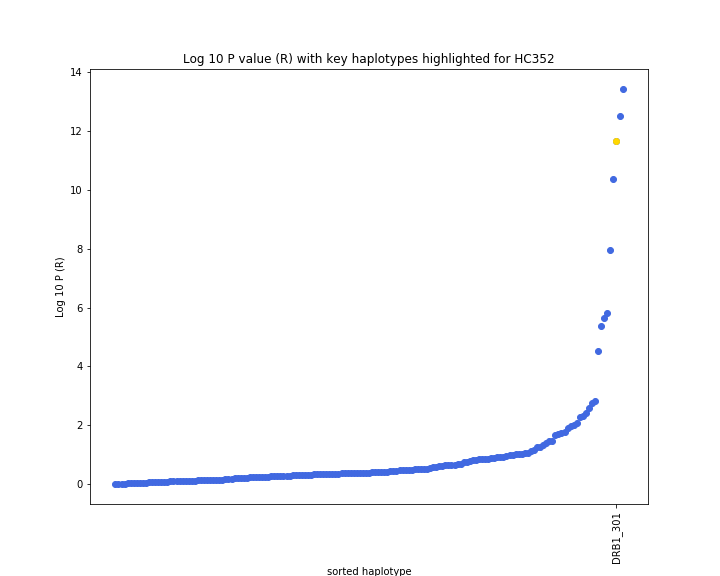 Log 10 P value (R) with key haplotypes highlighted for HC352
14
12
10
8
6
4
2
0
Log 10 P (R)
DRB1_301
sorted haplotype